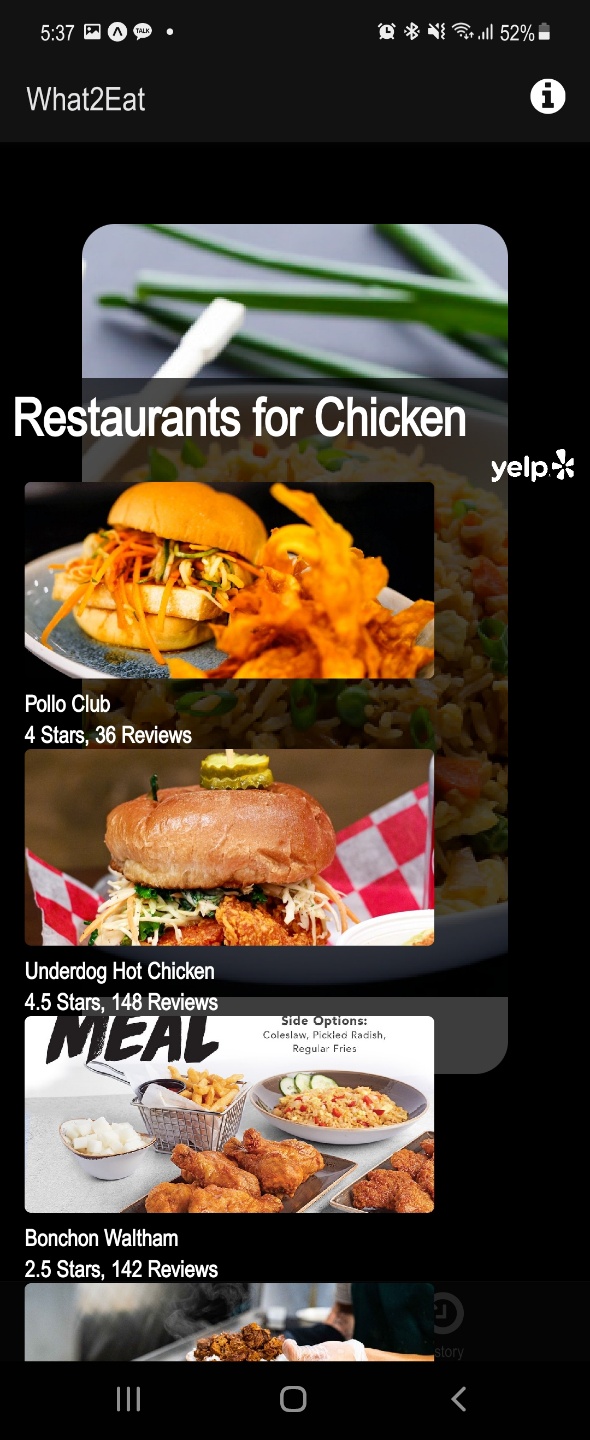 5:37
TALK
52%
What2Eat
Restaurants for Chicken
yelp
Pollo Club
4 Stars, 36 Reviews
Underdog Hot Chicken
4.5 Stars, 148 Reviews
MEAL
Side Options:
Coleslaw, Pickled Radish,
Regular Fries
Bonchon Waltham
2.5 Stars, 142 Reviews
story